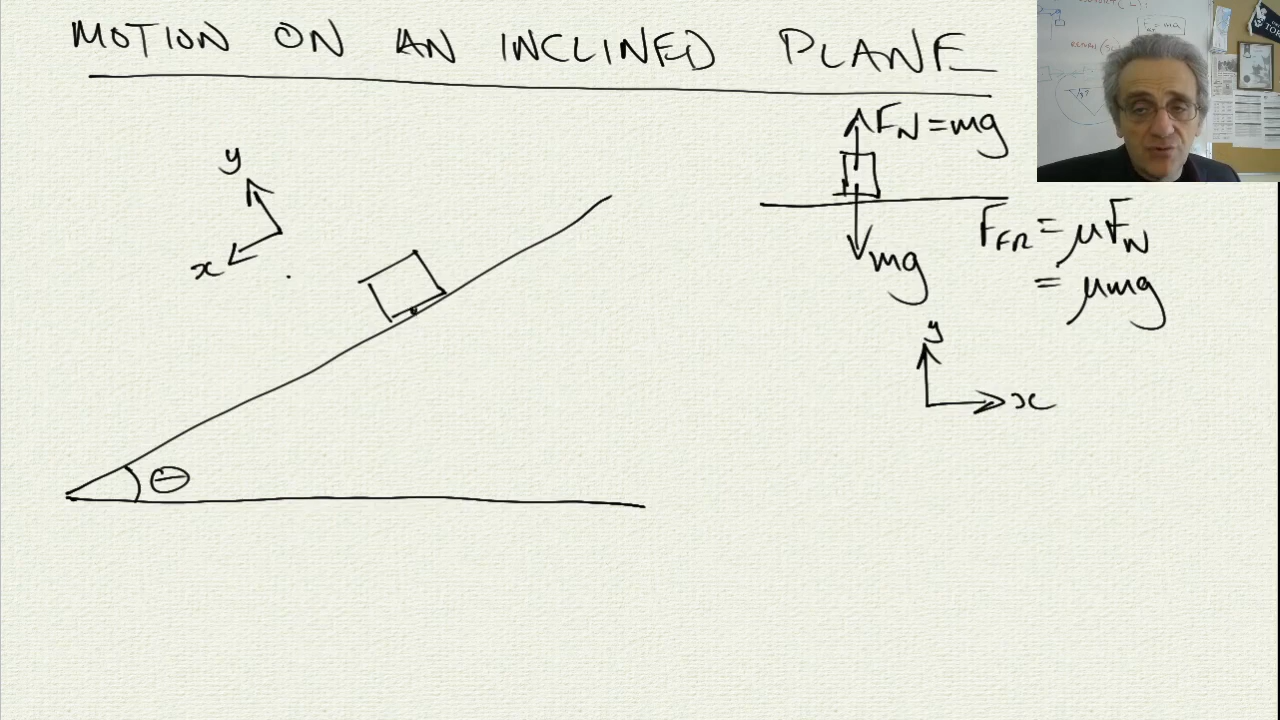 MOTION ON AN INCLINED PLANE
F_N = mg
y
x
mg
F_FR = μF_N
= μmg
y
x
θ